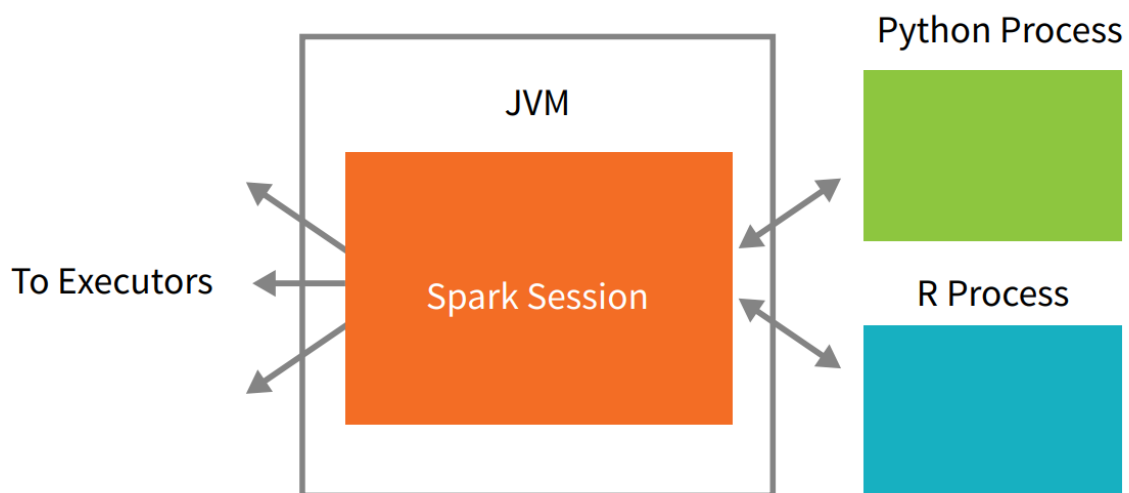 Python Process
JVM
To Executors
Spark Session
R Process